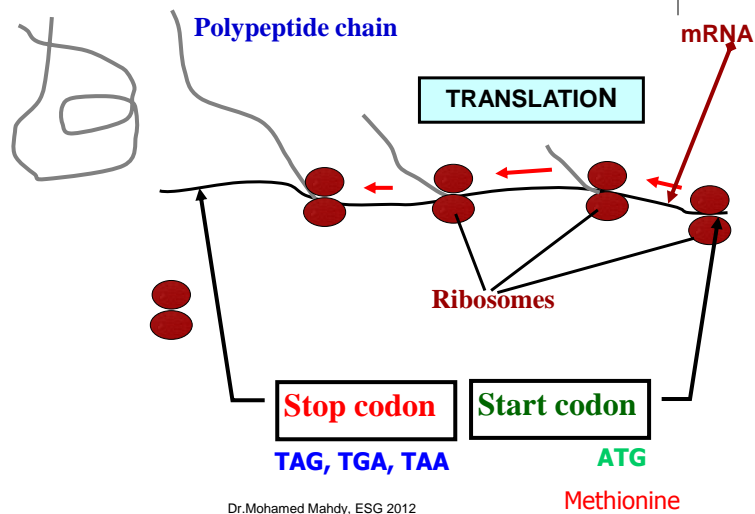 Polypeptide chain
mRNA
TRANSLATION
Ribosomes
Stop codon
Start codon
TAG, TGA, TAA
ATG
Dr.Mohamed Mahdy, ESG 2012
Methionine